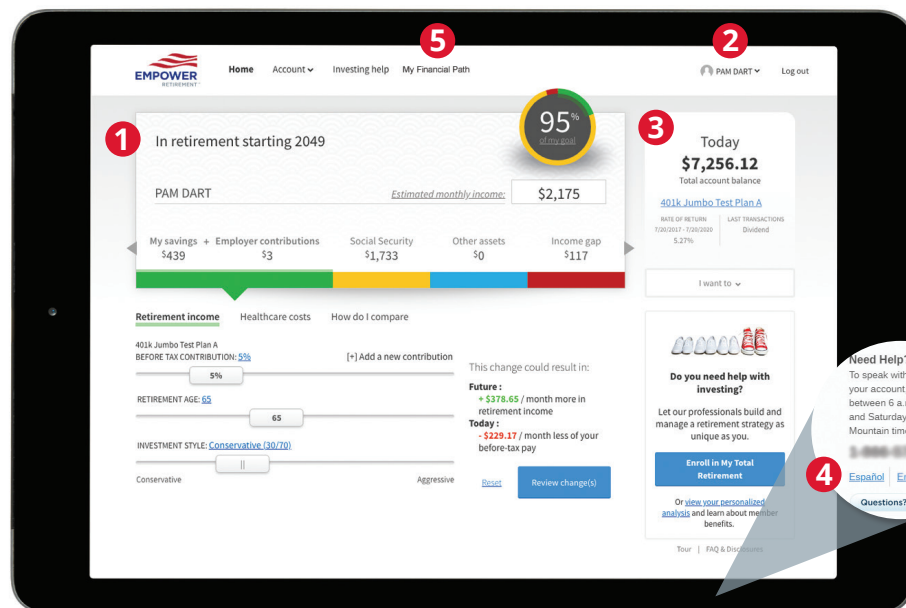 5
2
EMPOWER
RETIREMENT
Home Account Investing help My Financial Path
PAM DART Log out
1
In retirement starting 2049
95%
of my goal
PAM DART Estimated monthly income: $2,175
My savings + Employer contributions Social Security Other assets Income gap
$439 $3 $1,733 $0 $117
3
Today
$7,256.12
Total account balance
401k Jumbo Test Plan A
RATE OF RETURN LAST TRANSACTIONS
7/20/2017 - 7/20/2020 Dividend
5.27%
I want to
Retirement income Healthcare costs How do I compare
401k Jumbo Test Plan A
BEFORE TAX CONTRIBUTION: 5% [+] Add a new contribution
5%
RETIREMENT AGE: 65
65
INVESTMENT STYLE: Conservative (30/70)
Conservative Aggressive
This change could result in:
Future :
+ $378.65 / month more in
retirement income
Today :
- $229.17 / month less of your
before-tax pay
Reset Review change(s)
Do you need help with
investing?
Let our professionals build and
manage a retirement strategy as
unique as you.
Enroll in My Total
Retirement
Or view your personalized
analysis and learn about member
benefits.
Tour | FAQ & Disclosures
Need Help?
To speak with
your account
between 6 a.
and Saturday
Mountain time
4
Español
Questions?